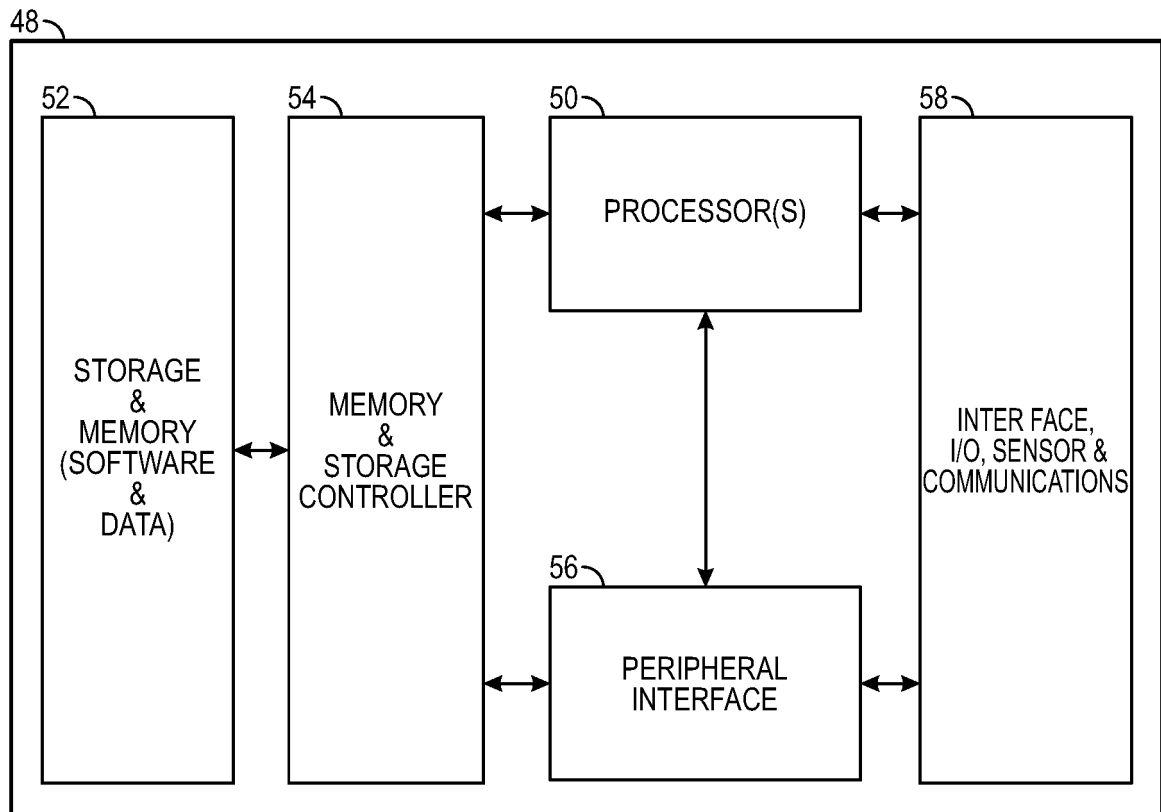 48
52
54
50
58
STORAGE
&
MEMORY
(SOFTWARE
&
DATA)
MEMORY
&
STORAGE
CONTROLLER
PROCESSOR(S)
INTER FACE,
I/O, SENSOR &
COMMUNICATIONS
56
PERIPHERAL
INTERFACE